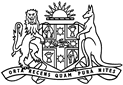 ORTA RECENS QUAM PURA NITES